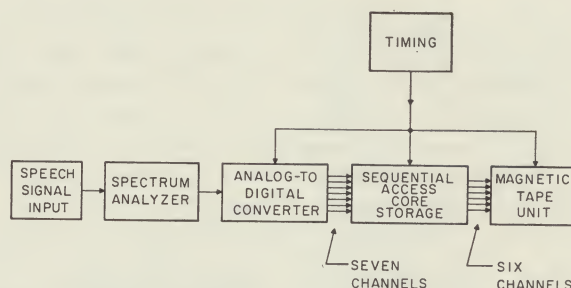 TIMING
SPEECH
SIGNAL
INPUT
SPECTRUM
ANALYZER
ANALOG-TO
DIGITAL
CONVERTER
SEQUENTIAL
ACCESS
CORE
STORAGE
MAGNETIC
TAPE
UNIT
SEVEN
CHANNELS
SIX
CHANNELS